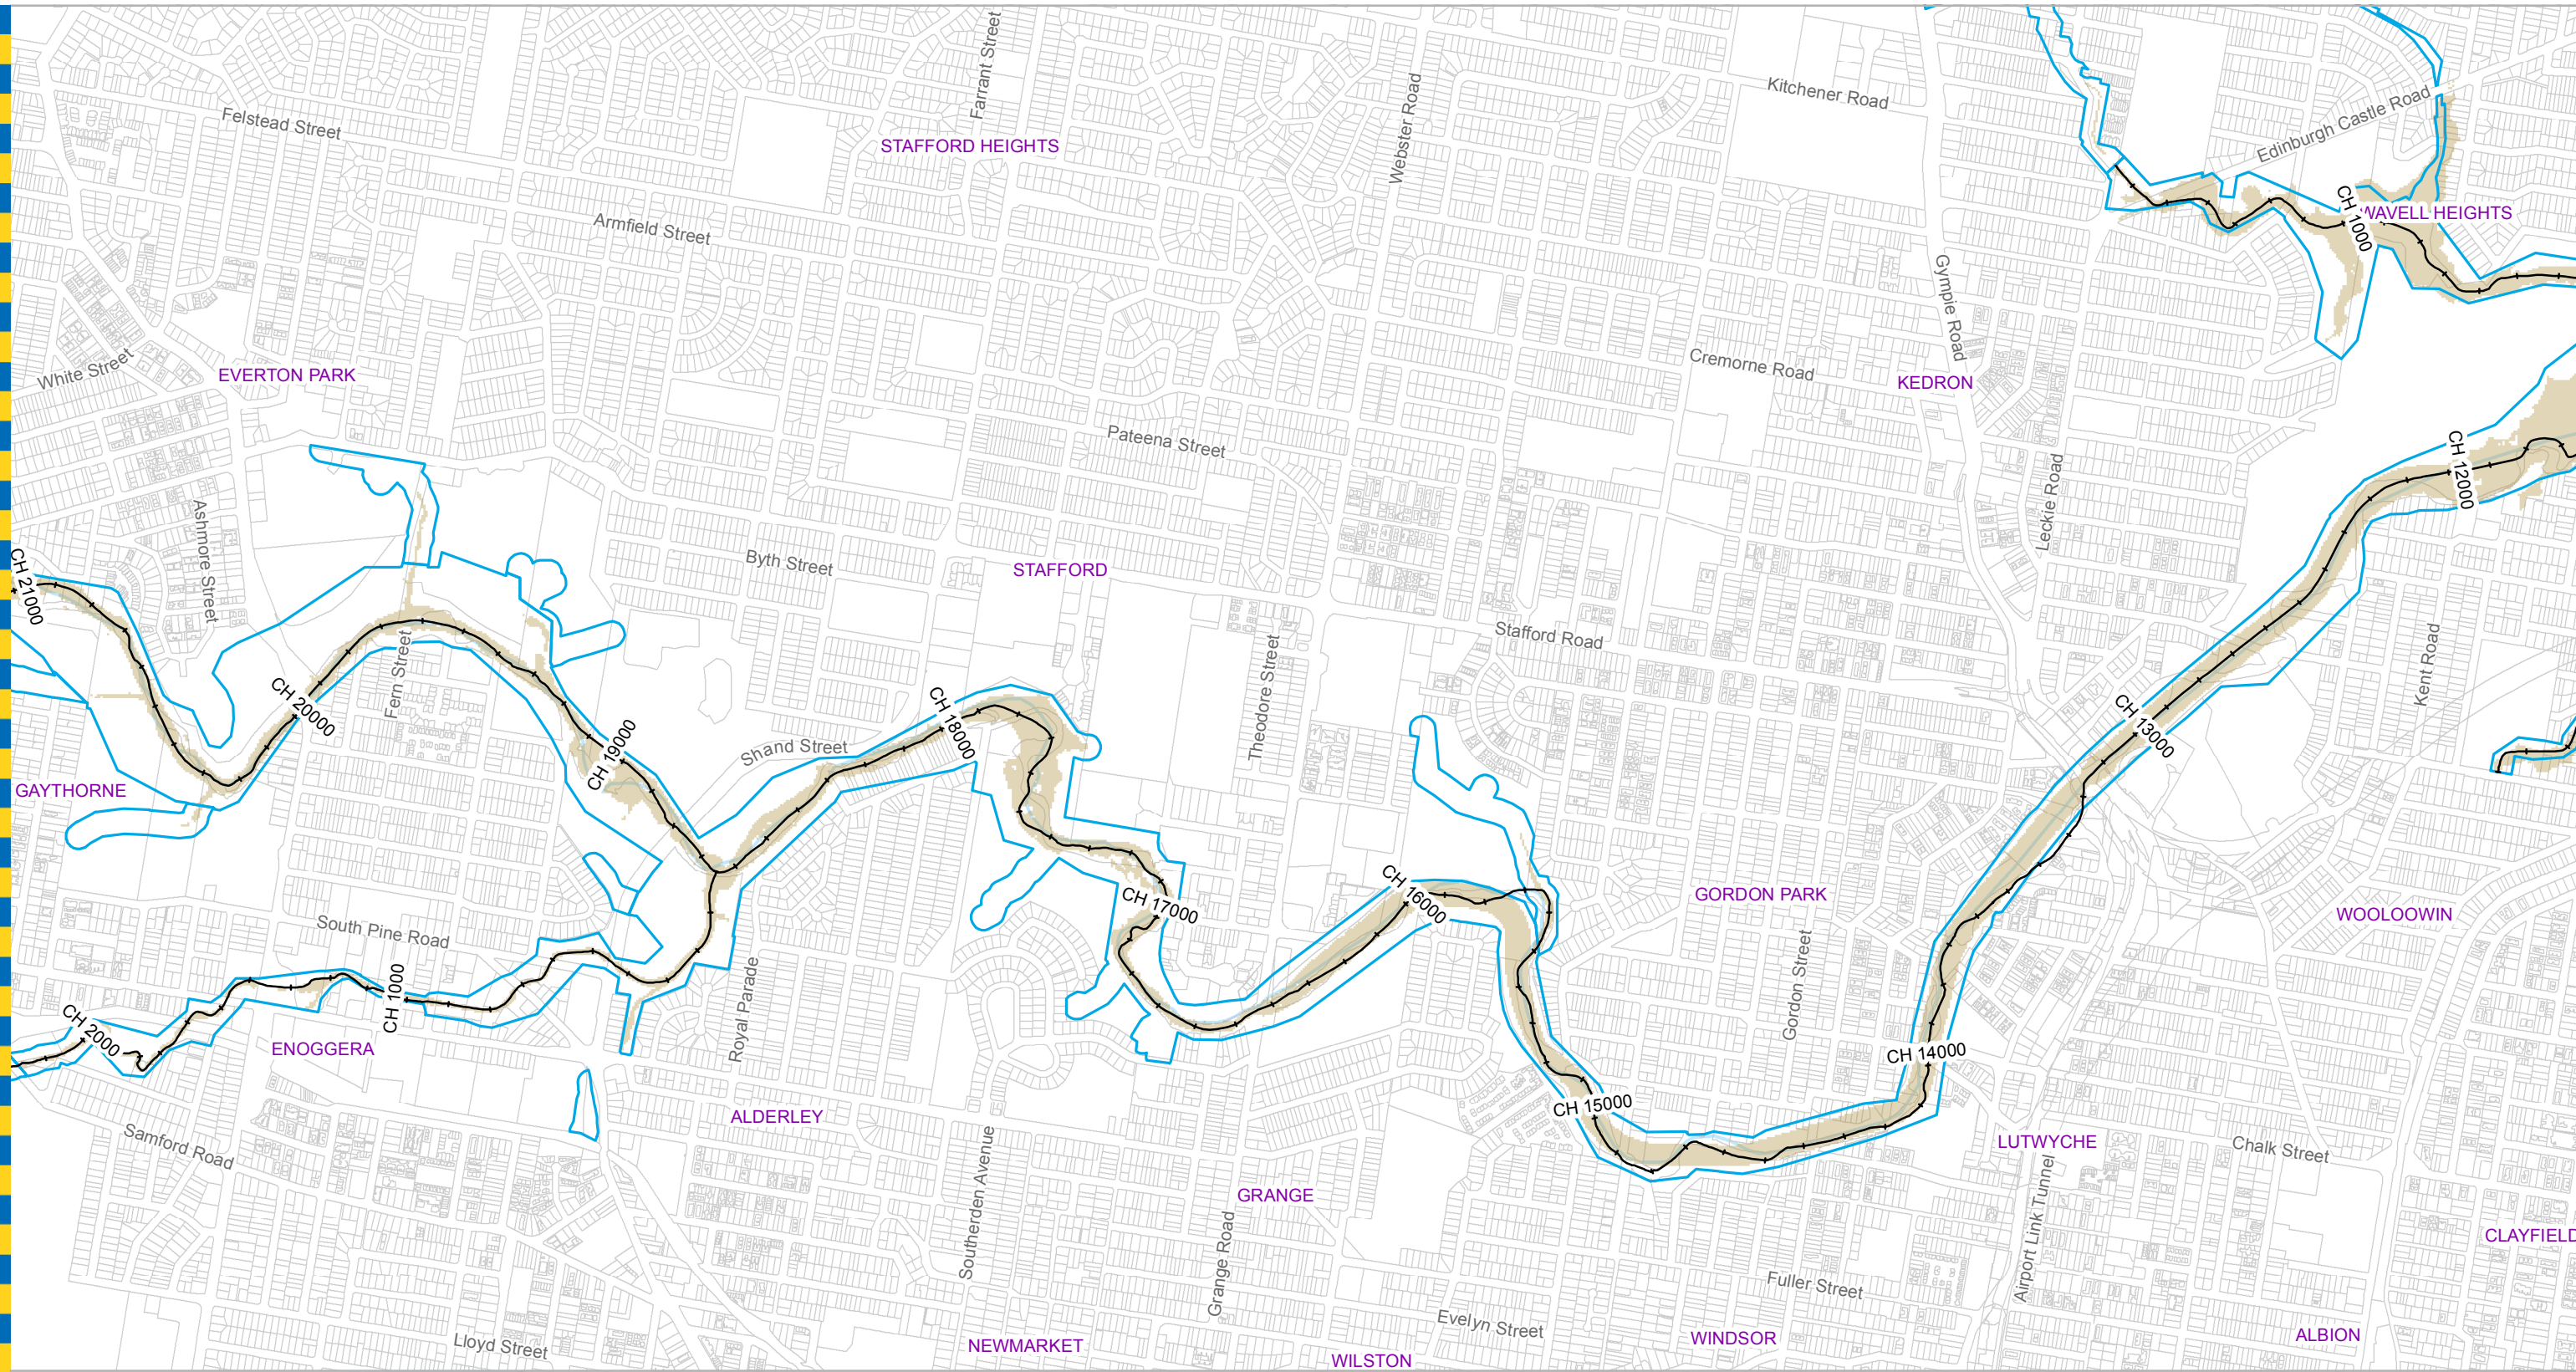 Farrant Street
Felstead Street
STAFFORD HEIGHTS
Webster Road
Kitchener Road
Edinburgh Castle Road
WAVELL HEIGHTS
CH 1000
Armfield Street
Gympie Road
White Street
EVERTON PARK
Cremorne Road
KEDRON
Pateena Street
CH 12000
Leckie Road
Ashmore Street
CH 21000
Byth Street
STAFFORD
Stafford Road
Fern Street
Theodore Street
Kent Road
CH 20000
CH 19000
Shand Street
CH 18000
CH 13000
GAYTHORNE
CH 17000
CH 16000
GORDON PARK
WOOLOOWIN
South Pine Road
CH 1000
Royal Parade
Gordon Street
CH 2000
ENOGGERA
CH 14000
CH 15000
ALDERLEY
Samford Road
LUTWYCHE
Chalk Street
Southerden Avenue
GRANGE
Grange Road
Airport Link Tunnel
CLAYFIELD
Fuller Street
Evelyn Street
Lloyd Street
NEWMARKET
WILSTON
WINDSOR
ALBION